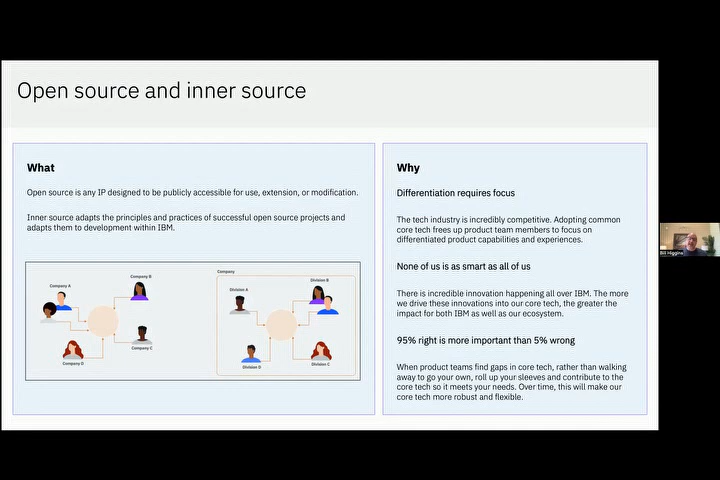 Open source and inner source
What
Open source is any IP designed to be publicly accessible for use, extension, or modification.
Inner source adapts the principles and practices of successful open source projects and
adapts them to development within IBM.
Company A
Company B
Company C
Company D
Company
Division A
Division B
Division D
Division C
Why
Differentiation requires focus
The tech industry is incredibly competitive. Adopting common
core tech frees up product team members to focus on
differentiated product capabilities and experiences.
None of us is as smart as all of us
There is incredible innovation happening all over IBM. The more
we drive these innovations into our core tech, the greater the
impact for both IBM as well as our ecosystem.
95% right is more important than 5% wrong
When product teams find gaps in core tech, rather than walking
away to go your own, roll up your sleeves and contribute to the
core tech so it meets your needs. Over time, this will make our
core tech more robust and flexible.
Bill Higgins